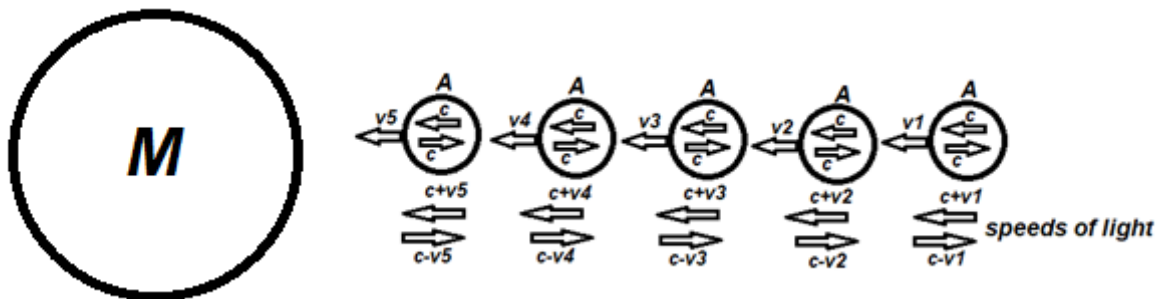 M
A A A A A
v5 c v4 c v3 c v2 c v1 c
c c c c c
c+v5 c+v4 c+v3 c+v2 c+v1
speeds of light
c-v5 c-v4 c-v3 c-v2 c-v1